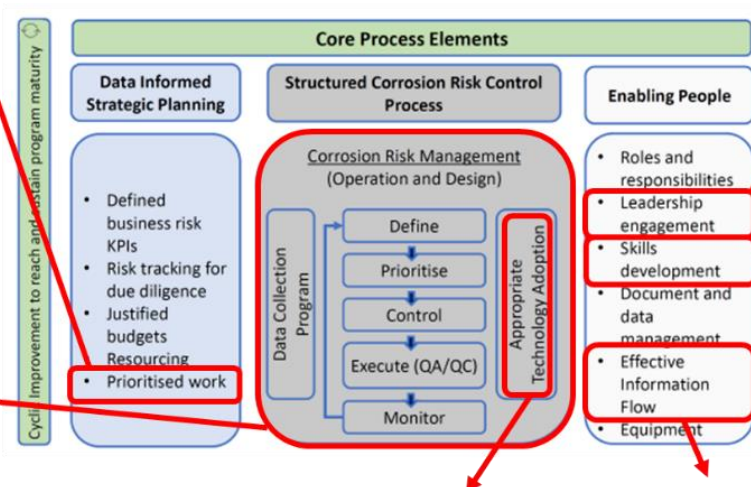 Core Process Elements
Cyclic Improvement to reach and sustain program maturity
Data Informed
Strategic Planning
• Defined
business risk
KPIs
• Risk tracking for
due diligence
• Justified
budgets
Resourcing
• Prioritised work
Structured Corrosion Risk Control
Process
Corrosion Risk Management
(Operation and Design)
Data Collection
Program
Define
Prioritise
Control
Execute (QA/QC)
Monitor
Appropriate
Technology Adoption
Enabling People
• Roles and
responsibilities
• Leadership
engagement
• Skills
development
• Document and
data
management
• Effective
Information
Flow
• Equipment